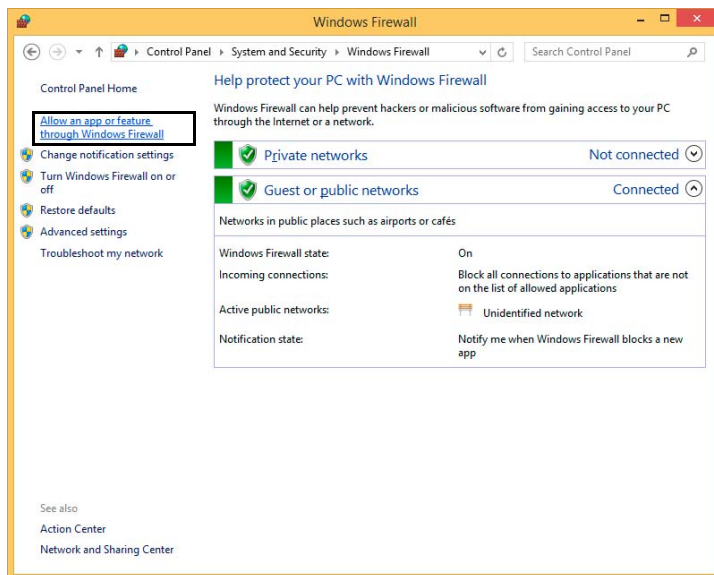 Windows Firewall
Control Panel System and Security Windows Firewall
Search Control Panel
Control Panel Home
Allow an app or feature
through Windows Firewall
Change notification settings
Turn Windows Firewall on or
off
Restore defaults
Advanced settings
Troubleshoot my network
See also
Action Center
Network and Sharing Center
Help protect your PC with Windows Firewall
Windows Firewall can help prevent hackers or malicious software from gaining access to your PC
through the Internet or a network.
Private networks Not connected
Guest or public networks Connected
Networks in public places such as airports or cafés
Windows Firewall state: On
Incoming connections: Block all connections to applications that are not
on the list of allowed applications
Active public networks: Unidentified network
Notification state: Notify me when Windows Firewall blocks a new
app